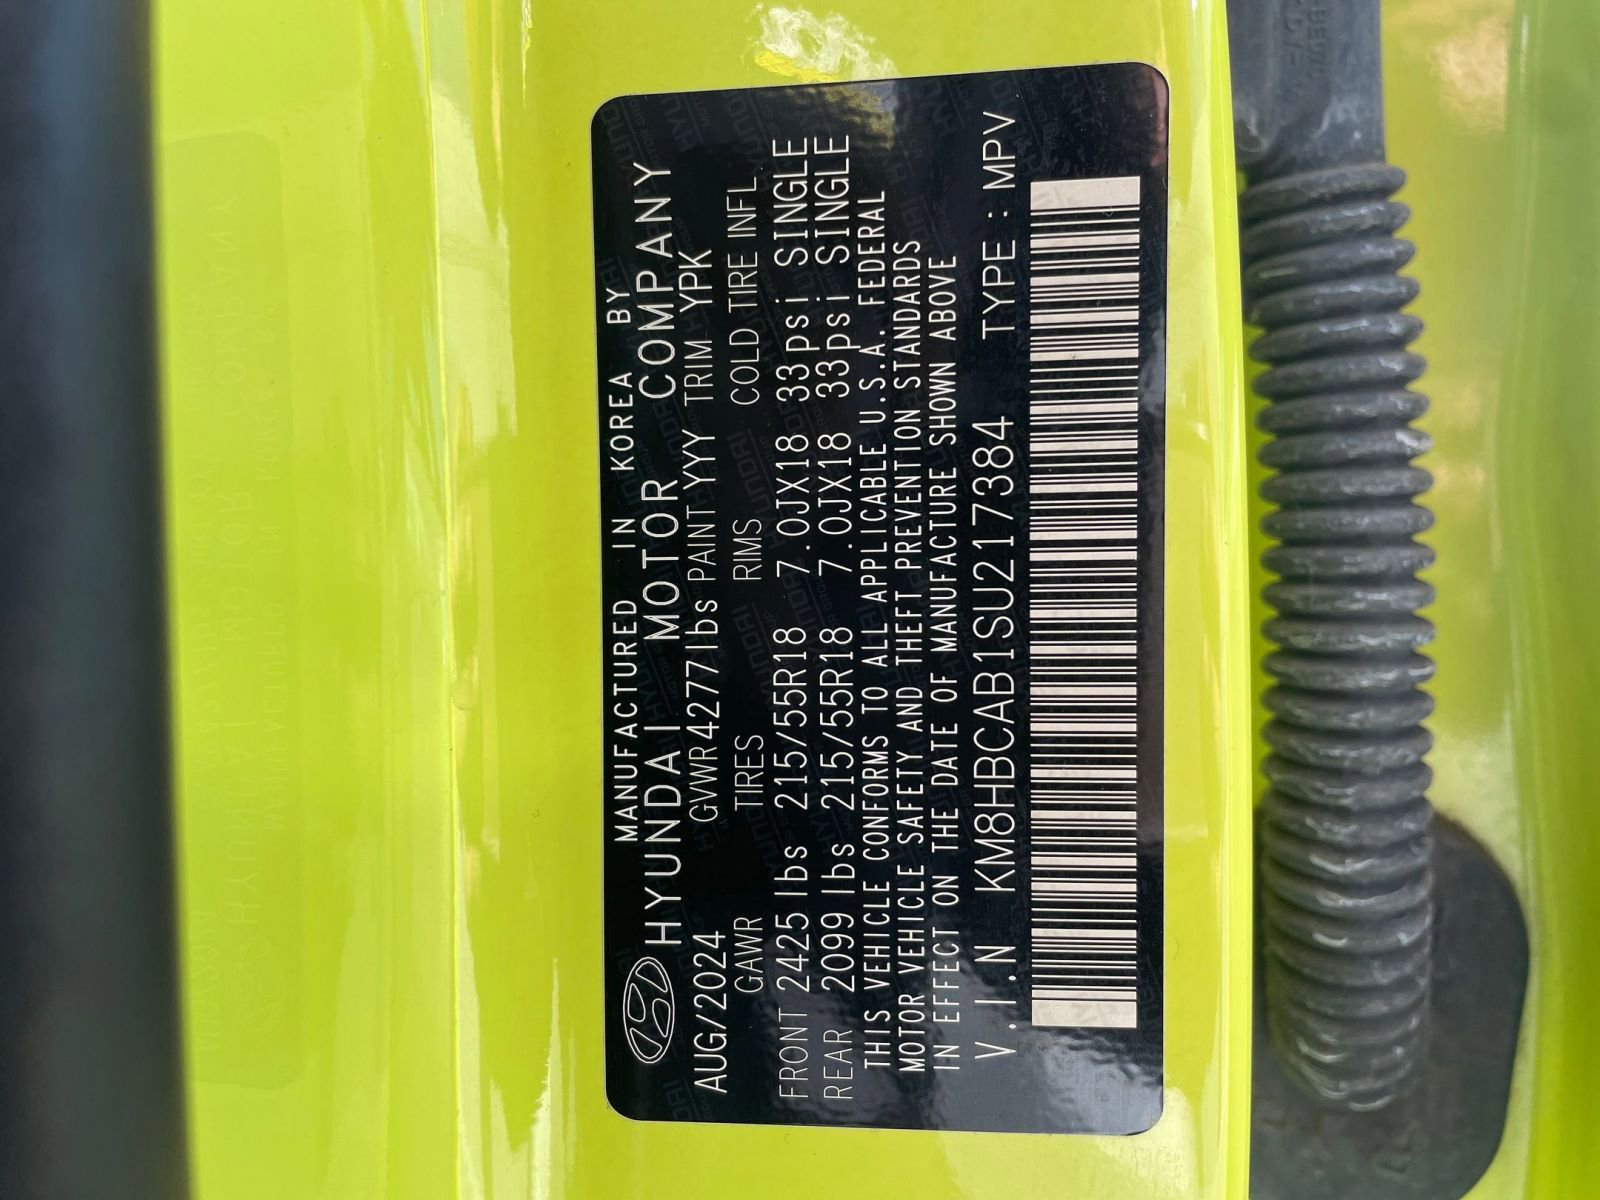 MANUFACTURED IN KOREA BY
HYUNDAI MOTOR COMPANY
AUG/2024 GVWR 4277lbs PAINT YYY TRIM YPK
GAWR TIRES RIMS COLD TIRE INFL.
FRONT 2425 lbs 215/55R18 7.0JX18 33psi SINGLE
REAR 2099 lbs 215/55R18 7.0JX18 33psi SINGLE
THIS VEHICLE CONFORMS TO ALL APPLICABLE U.S.A. FEDERAL
MOTOR VEHICLE SAFETY AND THEFT PREVENTION STANDARDS
IN EFFECT ON THE DATE OF MANUFACTURE SHOWN ABOVE
V.I.N KM8HBCAB1SU217384 TYPE : MPV